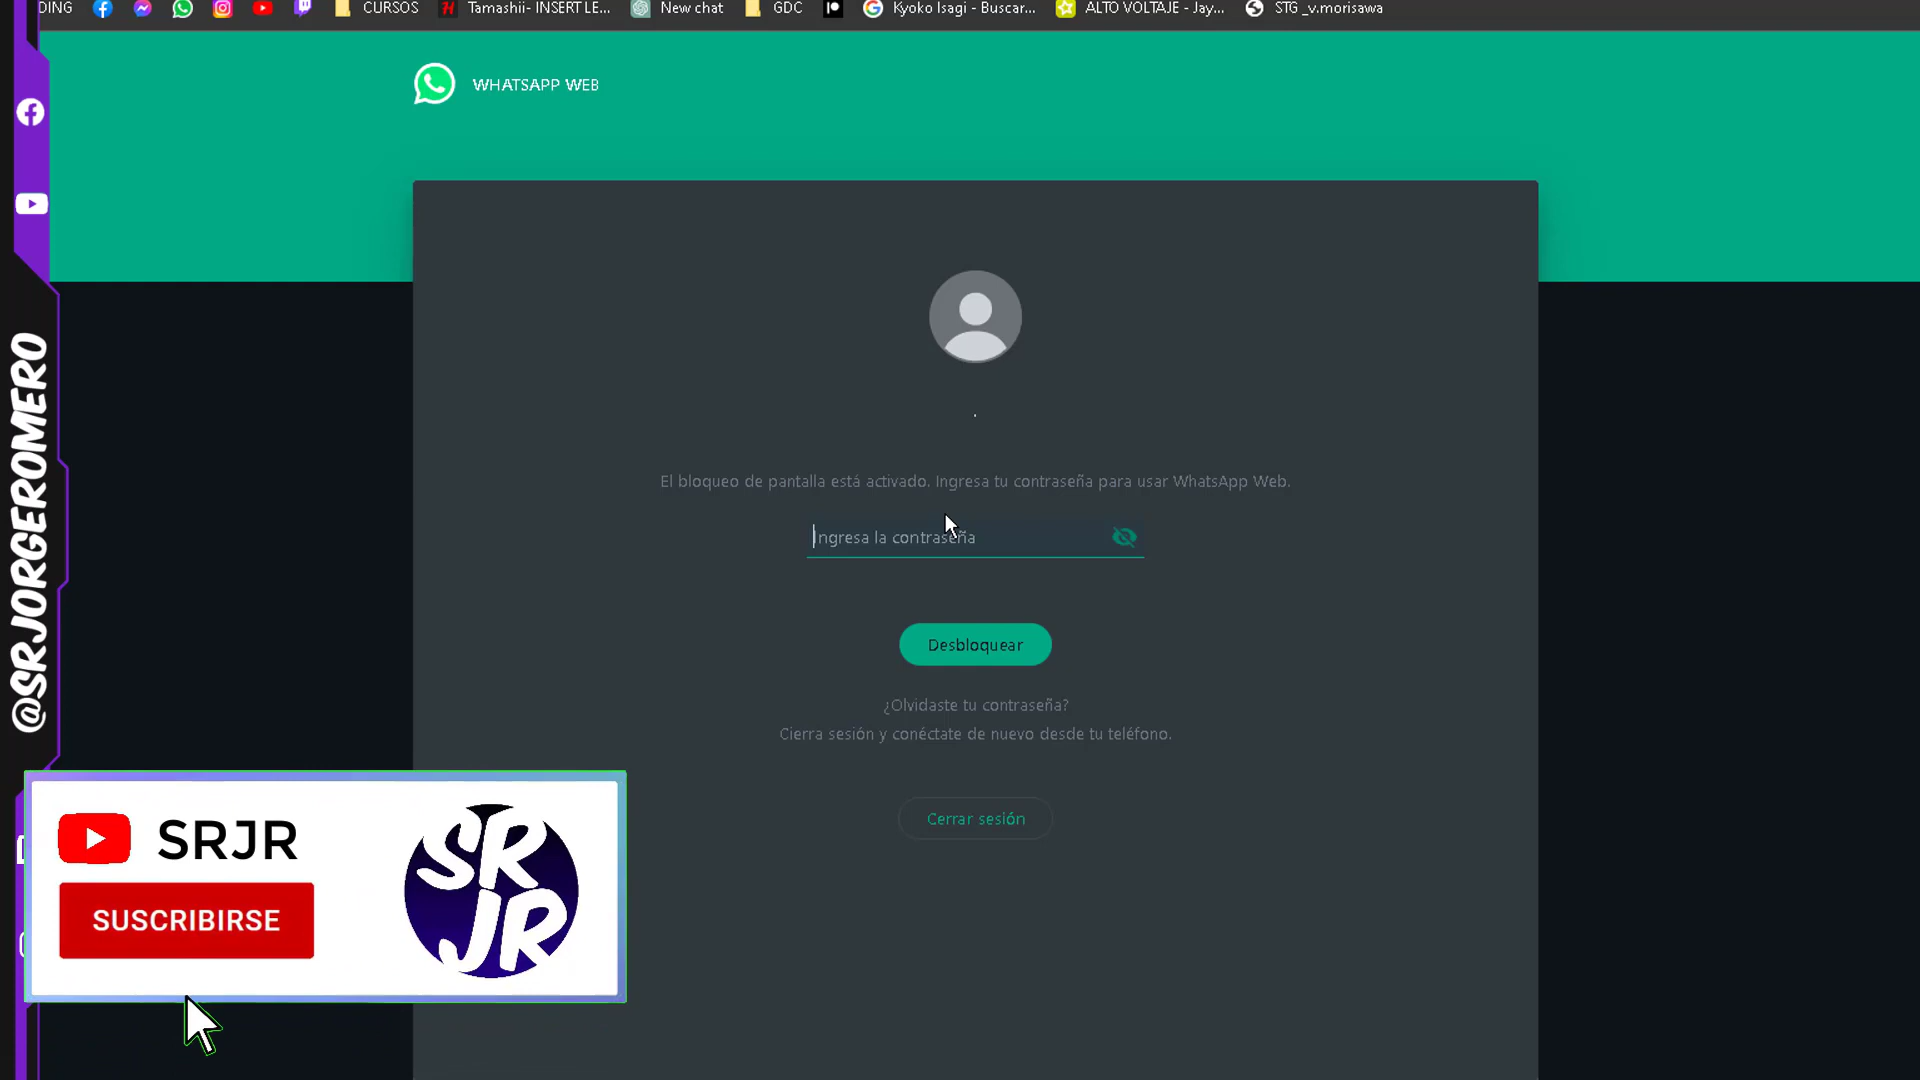 DING CURSOS Tamashii- INSERT LE... New chat GDC Kyoko Isagi - Buscar... ALTO VOLTAJE - Jay... STG_v.morisawa
WHATSAPP WEB
@SRJORGEROMERO
.
El bloqueo de pantalla está activado. Ingresa tu contraseña para usar WhatsApp Web.
Ingresa la contraseña
Desbloquear
¿Olvidaste tu contraseña?
Cierra sesión y conéctate de nuevo desde tu teléfono.
Cerrar sesión
SRJR
SUSCRIBIRSE
SR
JR